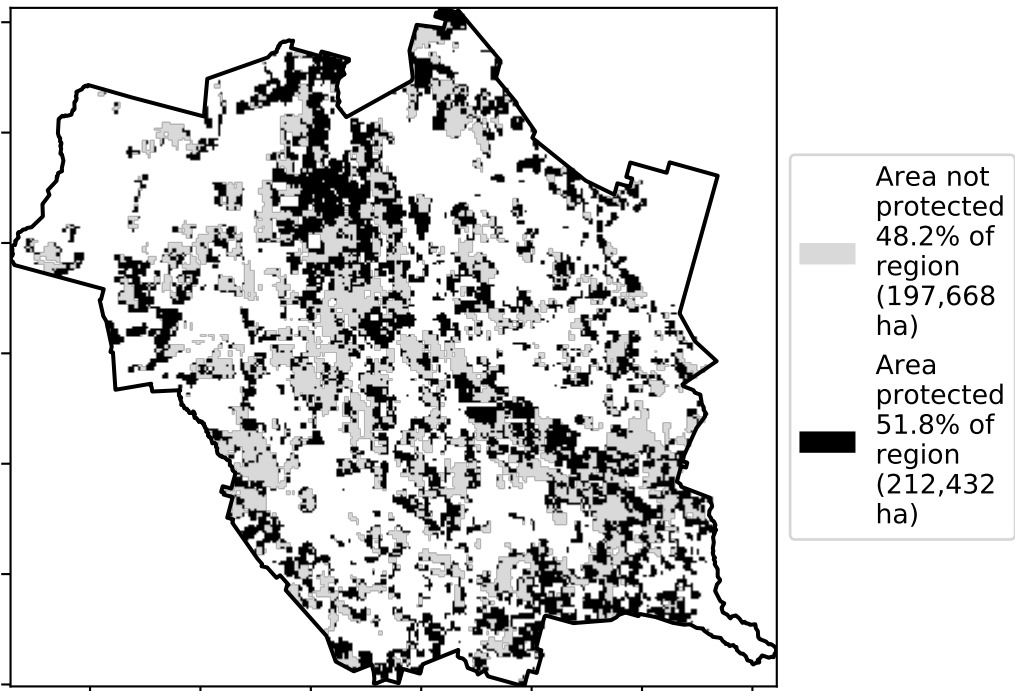 Area not
protected
48.2% of
region
(197,668
ha)
Area
protected
51.8% of
region
(212,432
ha)